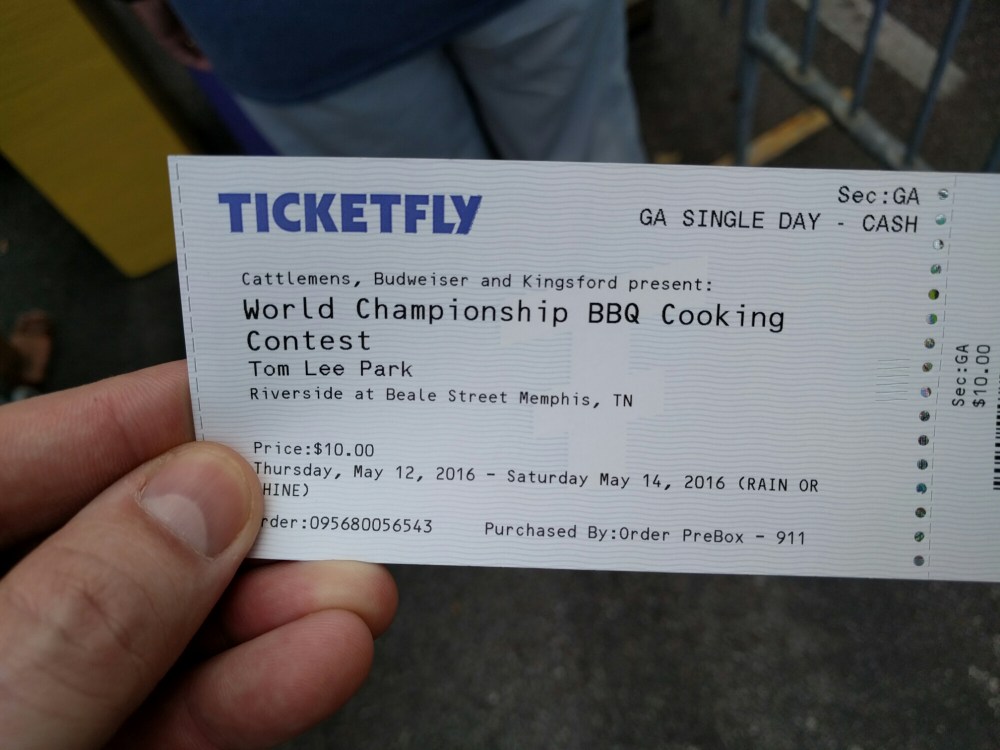 TICKETFLY
Sec:GA
GA SINGLE DAY - CASH
Cattlemens, Budweiser and Kingsford present:
World Championship BBQ Cooking
Contest
Tom Lee Park
Riverside at Beale Street Memphis, TN
Price:$10.00
Thursday, May 12, 2016 - Saturday May 14, 2016 (RAIN OR
HINE)
rder:095680056543 Purchased By:Order PreBox - 911
Sec:GA
$10.00